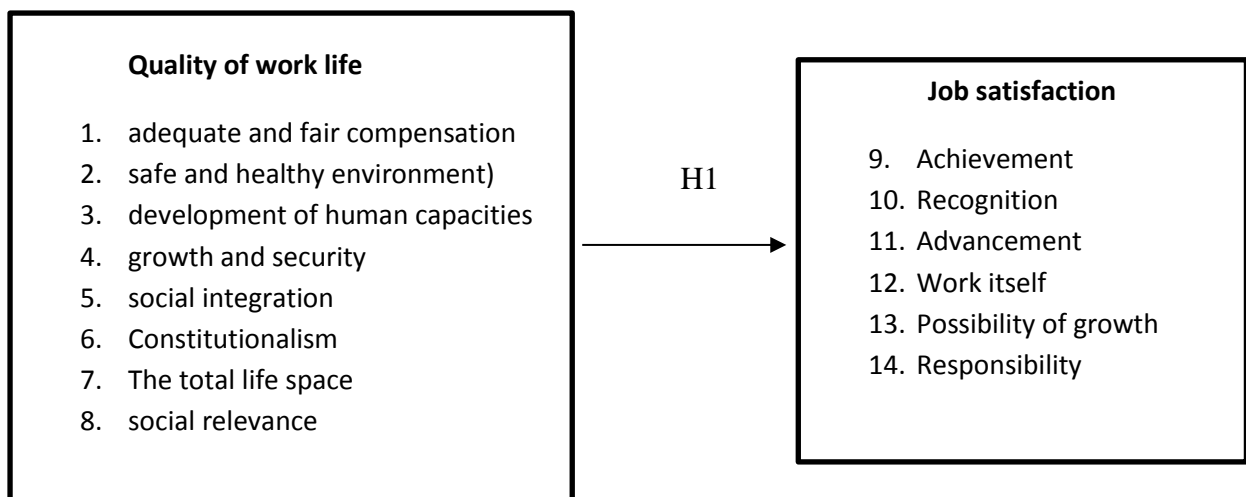 Quality of work life
1. adequate and fair compensation
2. safe and healthy environment)
3. development of human capacities
4. growth and security
5. social integration
6. Constitutionalism
7. The total life space
8. social relevance
H1
Job satisfaction
9. Achievement
10. Recognition
11. Advancement
12. Work itself
13. Possibility of growth
14. Responsibility